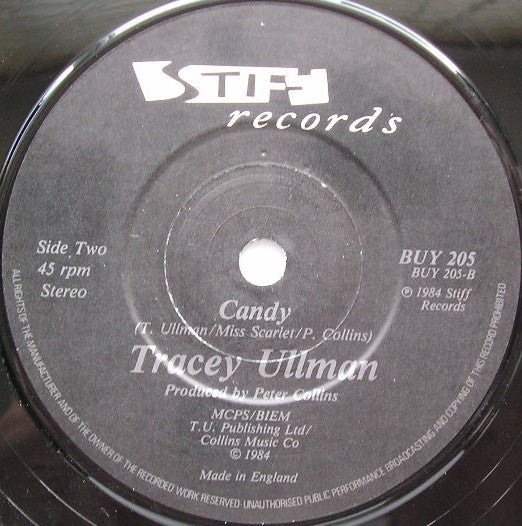 STIFF
records
Side Two
45 rpm
Stereo
BUY 205
BUY 205-B
℗ 1984 Stiff
Records
Candy
(T. Ullman/Miss Scarlet/P. Collins)
Tracey Ullman
Produced by Peter Collins
MCPS/BIEM
T.U. Publishing Ltd/
Collins Music Co
© 1984
Made in England
ALL RIGHTS OF THE MANUFACTURER AND OF THE OWNER OF THE RECORDED WORK RESERVED UNAUTHORISED PUBLIC PERFORMANCE BROADCASTING AND COPYING OF THIS RECORD PROHIBITED